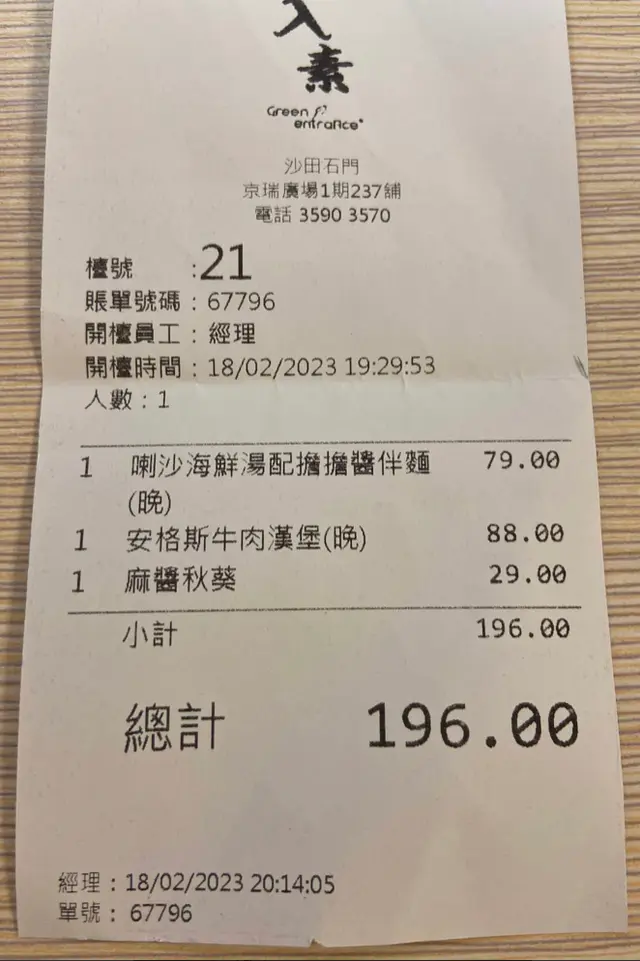 入
素
Green
entrance
沙田石門
京瑞廣場1期237舖
電話 3590 3570
檯號 :21
賬單號碼 : 67796
開檯員工 : 經理
開檯時間 : 18/02/2023 19:29:53
人數 : 1
1 喇沙海鮮湯配擔擔醬伴麵 79.00
(晚)
1 安格斯牛肉漢堡(晚) 88.00
1 麻醬秋葵 29.00
小計 196.00
總計 196.00
經理 : 18/02/2023 20:14:05
單號 : 67796